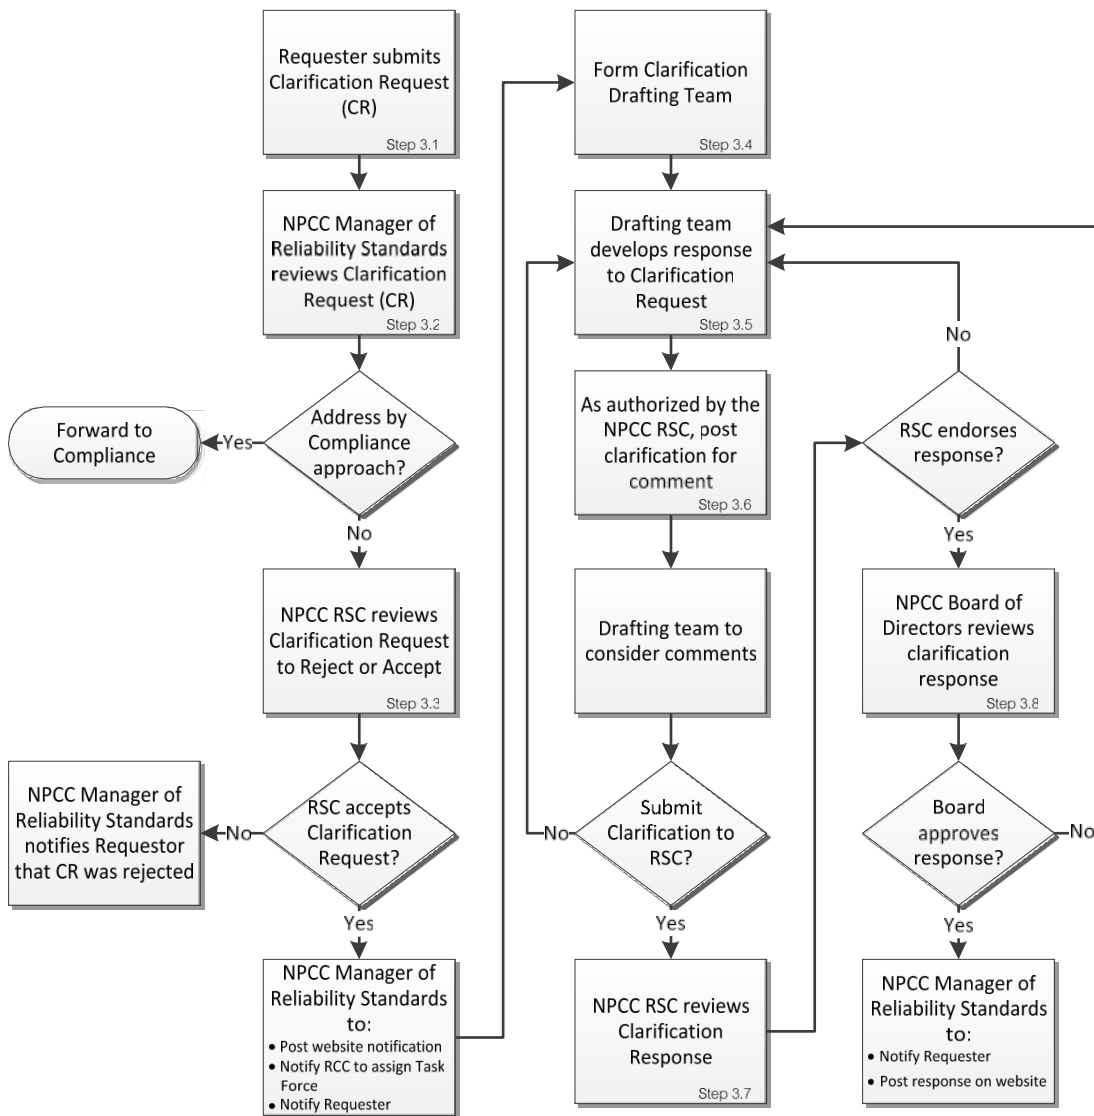 Requester submits
Clarification Request
(CR)
Step 3.1
NPCC Manager of
Reliability Standards
reviews Clarification
Request (CR)
Step 3.2
Address by
Compliance
approach?
Yes
Forward to
Compliance
No
NPCC RSC reviews
Clarification Request
to Reject or Accept
Step 3.3
RSC accepts
Clarification
Request?
No
NPCC Manager of
Reliability Standards
notifies Requestor
that CR was rejected
Yes
NPCC Manager of
Reliability Standards
to:
• Post website notification
• Notify RCC to assign Task
Force
• Notify Requester
Form Clarification
Drafting Team
Step 3.4
Drafting team
develops response
to Clarification
Request
Step 3.5
As authorized by the
NPCC RSC, post
clarification for
comment
Step 3.6
Drafting team to
consider comments
Submit
Clarification to
RSC?
No
Yes
NPCC RSC reviews
Clarification
Response
Step 3.7
No
RSC endorses
response?
Yes
NPCC Board of
Directors reviews
clarification
response
Step 3.8
Board
approves
response?
No
Yes
NPCC Manager of
Reliability Standards
to:
• Notify Requester
• Post response on website